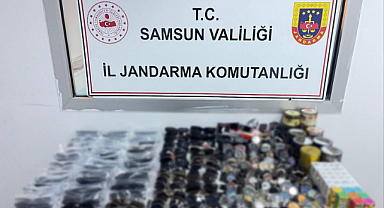 T.C.
SAMSUN VALİLİĞİ
İL JANDARMA KOMUTANLIĞI